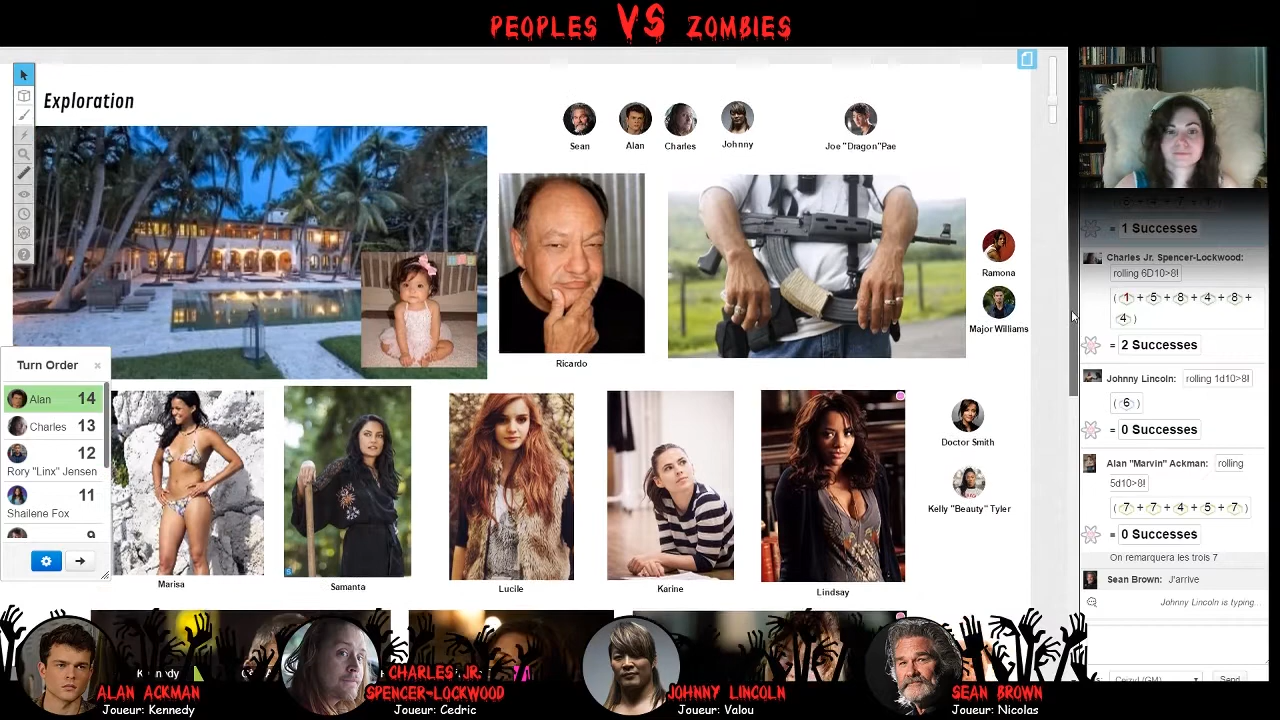 PEOPLES VS ZOMBIES
Exploration
Sean
Alan
Charles
Johnny
Joe "Dragon"Pae
Ricardo
Ramona
Major Williams
Turn Order ×
Alan 14
Charles 13
12
Rory "Linx" Jensen
11
Shailene Fox
9
Marisa
Samanta
Lucile
Karine
Lindsay
Doctor Smith
Kelly "Beauty" Tyler
= 1 Successes
Charles Jr. Spencer-Lockwood:
rolling 6D10>8!
( 1 + 5 + 8 + 4 + 8 +
4 )
= 2 Successes
Johnny Lincoln: rolling 1d10>8!
( 6 )
= 0 Successes
Alan "Marvin" Ackman: rolling
5d10>8!
( 7 + 7 + 4 + 5 + 7 )
= 0 Successes
On remarquera les trois 7
Sean Brown: J'arrive
Johnny Lincoln is typing...
Send
ALAN ACKMAN
Joueur: Kennedy
CHARLES JR.
SPENCER-LOCKWOOD
Joueur: Cedric
JOHNNY LINCOLN
Joueur: Valou
SEAN BROWN
Joueur: Nicolas